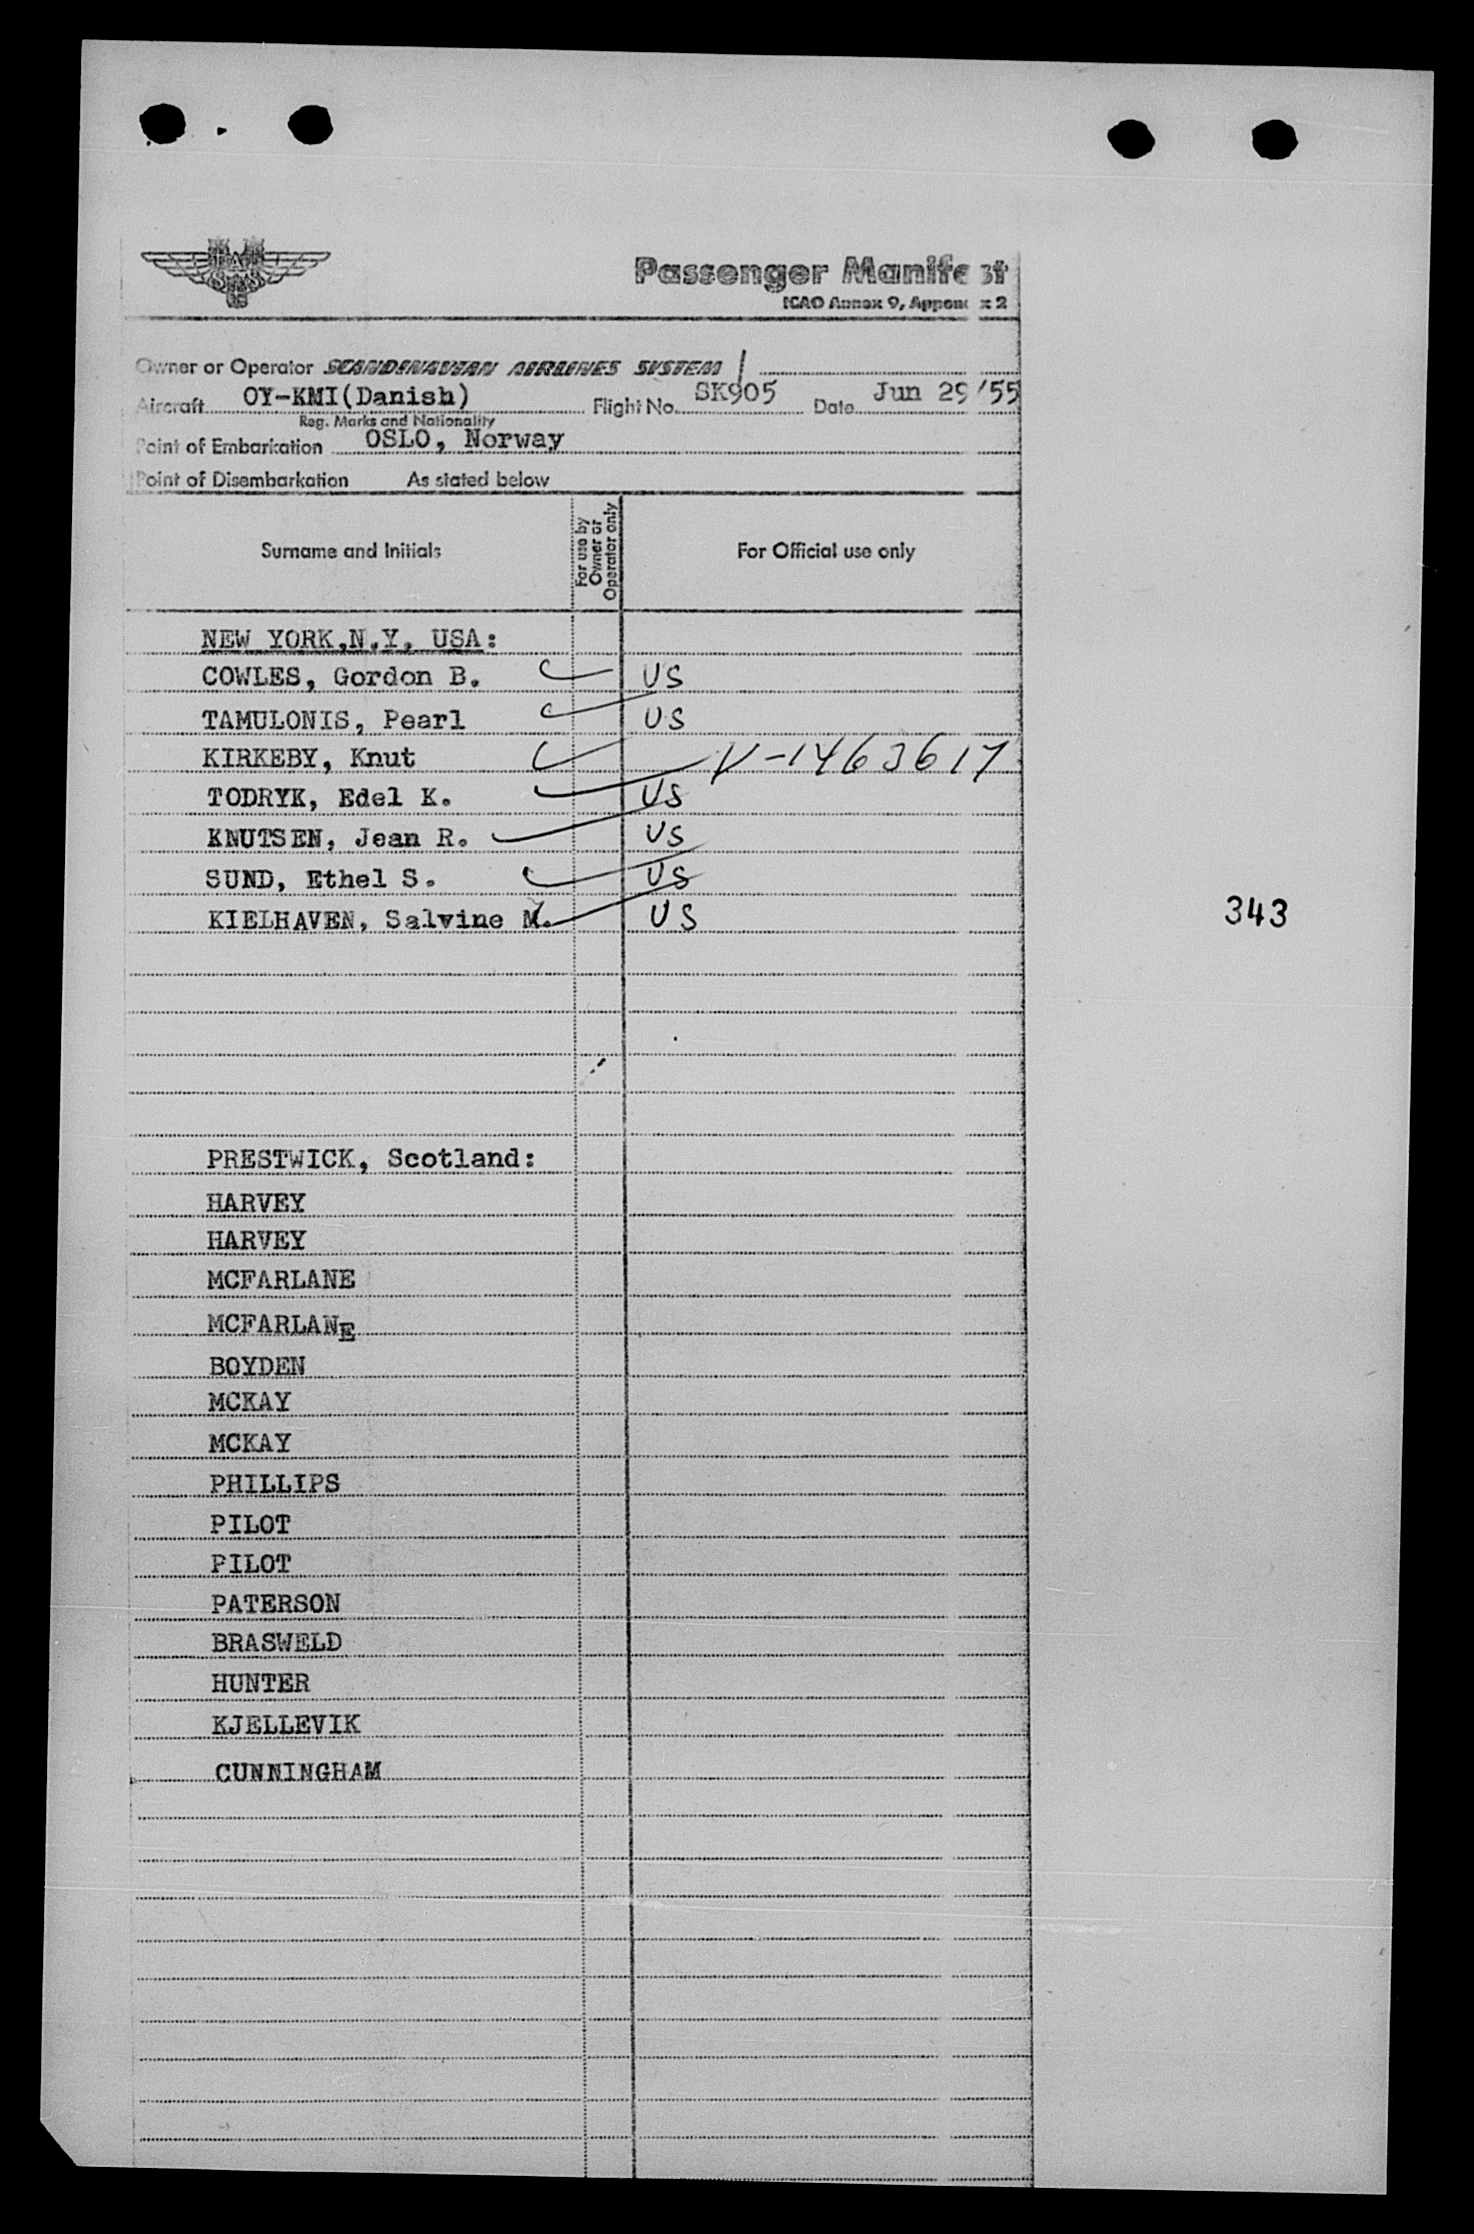 SAS
Passenger Manifest
ICAO Annex 9, Appendix 2
Owner or Operator SCANDINAVIAN AIRLINES SYSTEM
Aircraft OY-KMI(Danish) Flight No. SK905 Date Jun 29/55
Reg. Marks and Nationality
Point of Embarkation OSLO, Norway
Point of Disembarkation As stated below
Surname and Initials For use by Owner or Operator only For Official use only
NEW YORK,N.Y, USA:
COWLES, Gordon B. US
TAMULONIS, Pearl US
KIRKEBY, Knut V-1463617
TODRYK, Edel K. US
KNUTSEN, Jean R. US
SUND, Ethel S. US
KIELHAVEN, Salvine M. US
343
PRESTWICK, Scotland:
HARVEY
HARVEY
MCFARLANE
MCFARLANE
BOYDEN
MCKAY
MCKAY
PHILLIPS
PILOT
PILOT
PATERSON
BRASWELD
HUNTER
KJELLEVIK
CUNNINGHAM